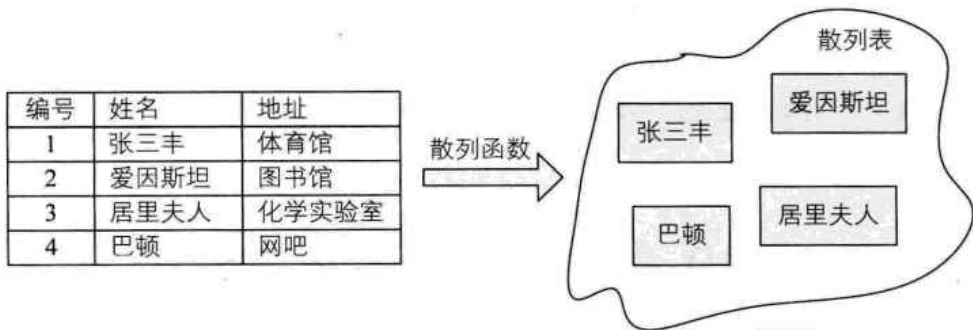 编号 姓名 地址
1 张三丰 体育馆
2 爱因斯坦 图书馆
3 居里夫人 化学实验室
4 巴顿 网吧
散列函数
散列表
张三丰
爱因斯坦
巴顿
居里夫人